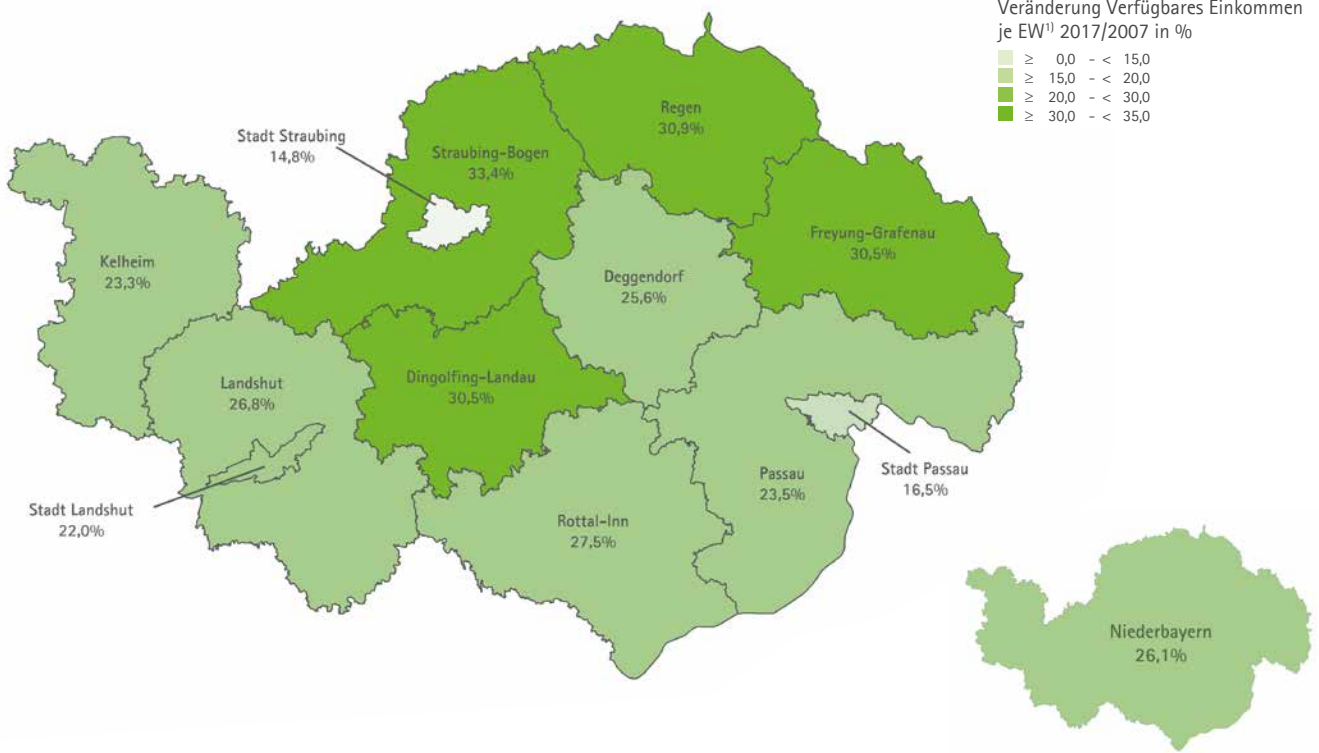 Veränderung Verfügbares Einkommen
je EW¹⁾ 2017/2007 in %
≥ 0,0 - < 15,0
≥ 15,0 - < 20,0
≥ 20,0 - < 30,0
≥ 30,0 - < 35,0
Regen
30,9%
Stadt Straubing
14,8%
Straubing-Bogen
33,4%
Freyung-Grafenau
30,5%
Kelheim
23,3%
Deggendorf
25,6%
Landshut
26,8%
Dingolfing-Landau
30,5%
Passau
23,5%
Stadt Passau
16,5%
Stadt Landshut
22,0%
Rottal-Inn
27,5%
Niederbayern
26,1%